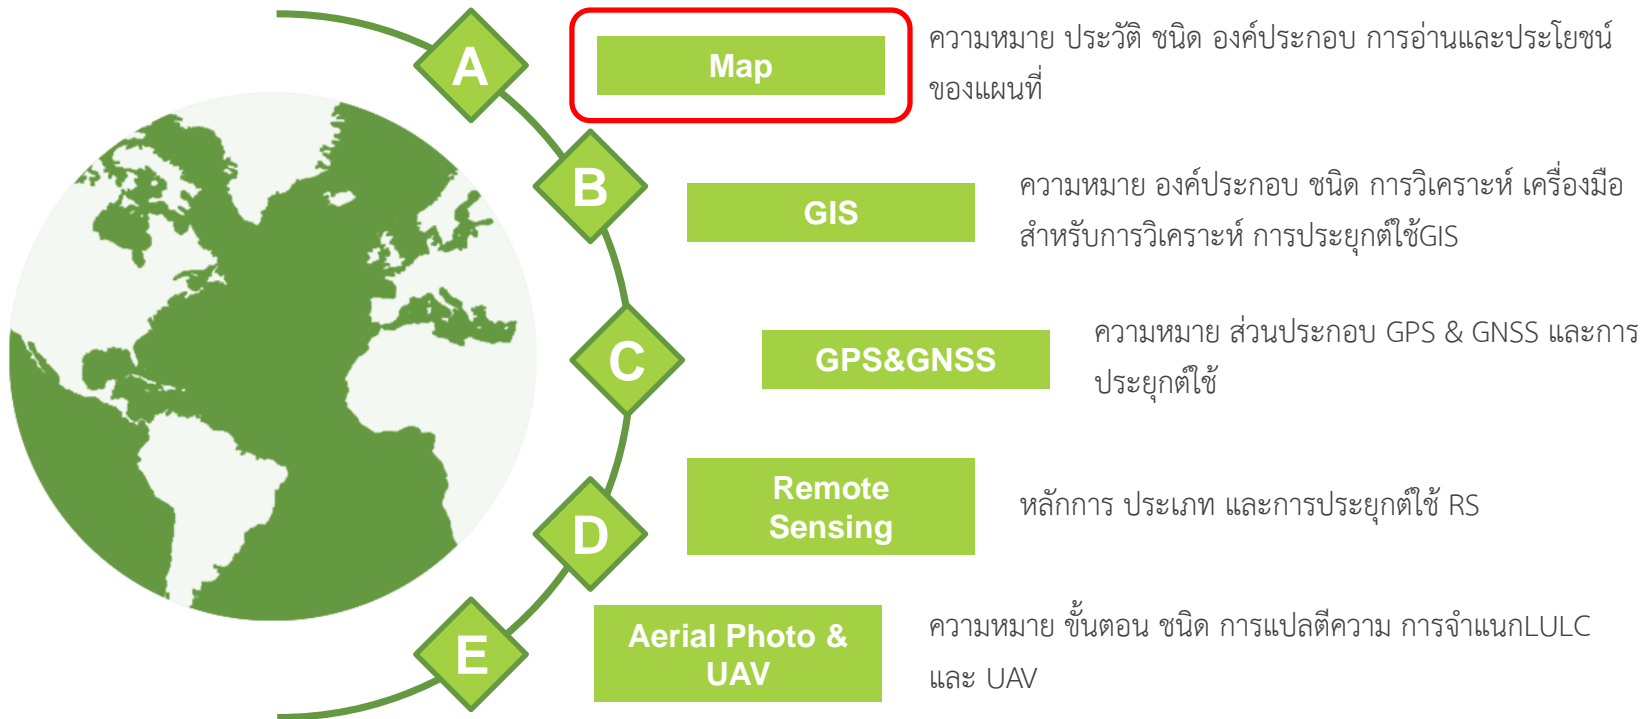 A
Map
ความหมาย ประวัติ ชนิด องค์ประกอบ การอ่านและประโยชน์
ของแผนที่
B
GIS
ความหมาย องค์ประกอบ ชนิด การวิเคราะห์ เครื่องมือ
สำหรับการวิเคราะห์ การประยุกต์ใช้GIS
C
GPS&GNSS
ความหมาย ส่วนประกอบ GPS & GNSS และการ
ประยุกต์ใช้
D
Remote
Sensing
หลักการ ประเภท และการประยุกต์ใช้ RS
E
Aerial Photo &
UAV
ความหมาย ขั้นตอน ชนิด การแปลตีความ การจำแนกLULC
และ UAV